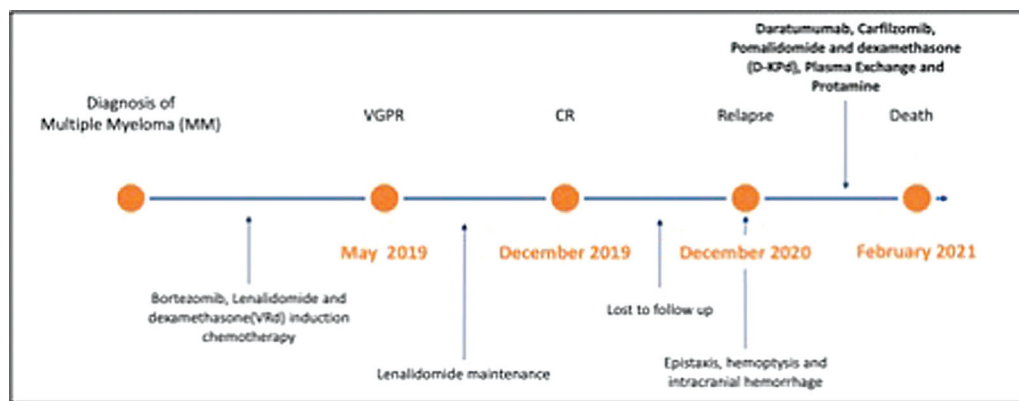 Daratumumab, Carfilzomib,
Pomalidomide and dexamethasone
(D-KPd), Plasma Exchange and
Protamine
Diagnosis of
Multiple Myeloma (MM)
VGPR
CR
Relapse
Death
May 2019
December 2019
December 2020
February 2021
Bortezomib, Lenalidomide and
dexamethasone(VRd) induction
chemotherapy
Lost to follow up
Lenalidomide maintenance
Epistaxis, hemoptysis and
intracranial hemorrhage